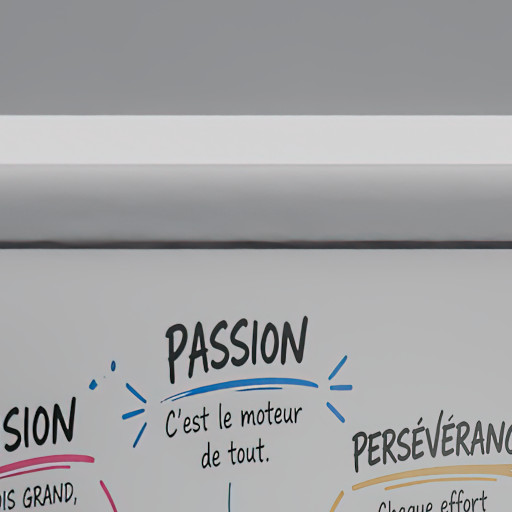 PASSION
C'est le moteur
de tout.
SION
IS GRAND,
PERSÉVÉRANC
Chaque effort